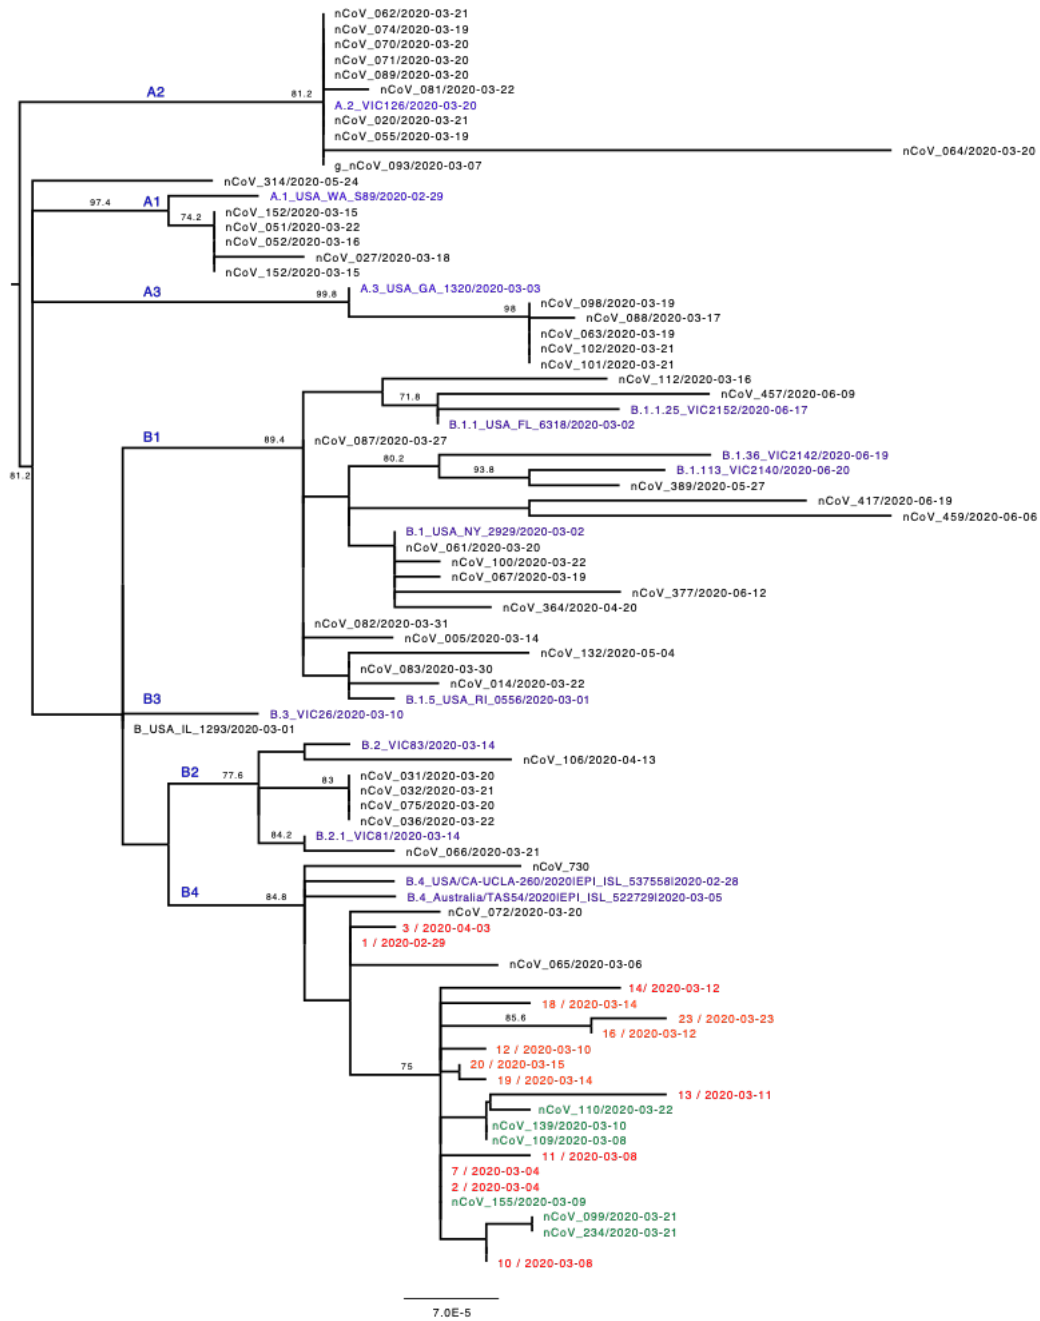 nCoV_062/2020-03-21
nCoV_074/2020-03-19
nCoV_070/2020-03-20
nCoV_071/2020-03-20
nCoV_089/2020-03-20
nCoV_081/2020-03-22
A2
81.2
A.2_VIC126/2020-03-20
nCoV_020/2020-03-21
nCoV_055/2020-03-19
nCoV_064/2020-03-20
g_nCoV_093/2020-03-07
nCoV_314/2020-05-24
A.1_USA_WA_S89/2020-02-29
97.4
A1
nCoV_152/2020-03-15
74.2
nCoV_051/2020-03-22
nCoV_052/2020-03-16
nCoV_027/2020-03-18
nCoV_152/2020-03-15
A.3_USA_GA_1320/2020-03-03
A3
99.8
nCoV_098/2020-03-19
98
nCoV_088/2020-03-17
nCoV_063/2020-03-19
nCoV_102/2020-03-21
nCoV_101/2020-03-21
nCoV_112/2020-03-16
nCoV_457/2020-06-09
71.8
B.1.1.25_VIC2152/2020-06-17
B.1.1_USA_FL_6318/2020-03-02
B1
89.4
nCoV_087/2020-03-27
B.1.36_VIC2142/2020-06-19
80.2
93.8
B.1.113_VIC2140/2020-06-20
81.2
nCoV_389/2020-05-27
nCoV_417/2020-06-19
nCoV_459/2020-06-06
B.1_USA_NY_2929/2020-03-02
nCoV_061/2020-03-20
nCoV_100/2020-03-22
nCoV_067/2020-03-19
nCoV_377/2020-06-12
nCoV_364/2020-04-20
nCoV_082/2020-03-31
nCoV_005/2020-03-14
nCoV_132/2020-05-04
nCoV_083/2020-03-30
nCoV_014/2020-03-22
B.1.5_USA_RI_0556/2020-03-01
B3
B.3_VIC26/2020-03-10
B_USA_IL_1293/2020-03-01
B.2_VIC83/2020-03-14
nCoV_106/2020-04-13
B2
77.6
83
nCoV_031/2020-03-20
nCoV_032/2020-03-21
nCoV_075/2020-03-20
nCoV_036/2020-03-22
84.2
B.2.1_VIC81/2020-03-14
nCoV_066/2020-03-21
nCoV_730
B.4_USA/CA-UCLA-260/2020IEPI_ISL_537558I2020-02-28
B4
84.8
B.4_Australia/TAS54/2020IEPI_ISL_522729I2020-03-05
nCoV_072/2020-03-20
3 / 2020-04-03
1 / 2020-02-29
nCoV_065/2020-03-06
14/ 2020-03-12
18 / 2020-03-14
85.6
23 / 2020-03-23
16 / 2020-03-12
12 / 2020-03-10
75
20 / 2020-03-15
19 / 2020-03-14
13 / 2020-03-11
nCoV_110/2020-03-22
nCoV_139/2020-03-10
nCoV_109/2020-03-08
11 / 2020-03-08
7 / 2020-03-04
2 / 2020-03-04
nCoV_155/2020-03-09
nCoV_099/2020-03-21
nCoV_234/2020-03-21
10 / 2020-03-08
7.0E-5